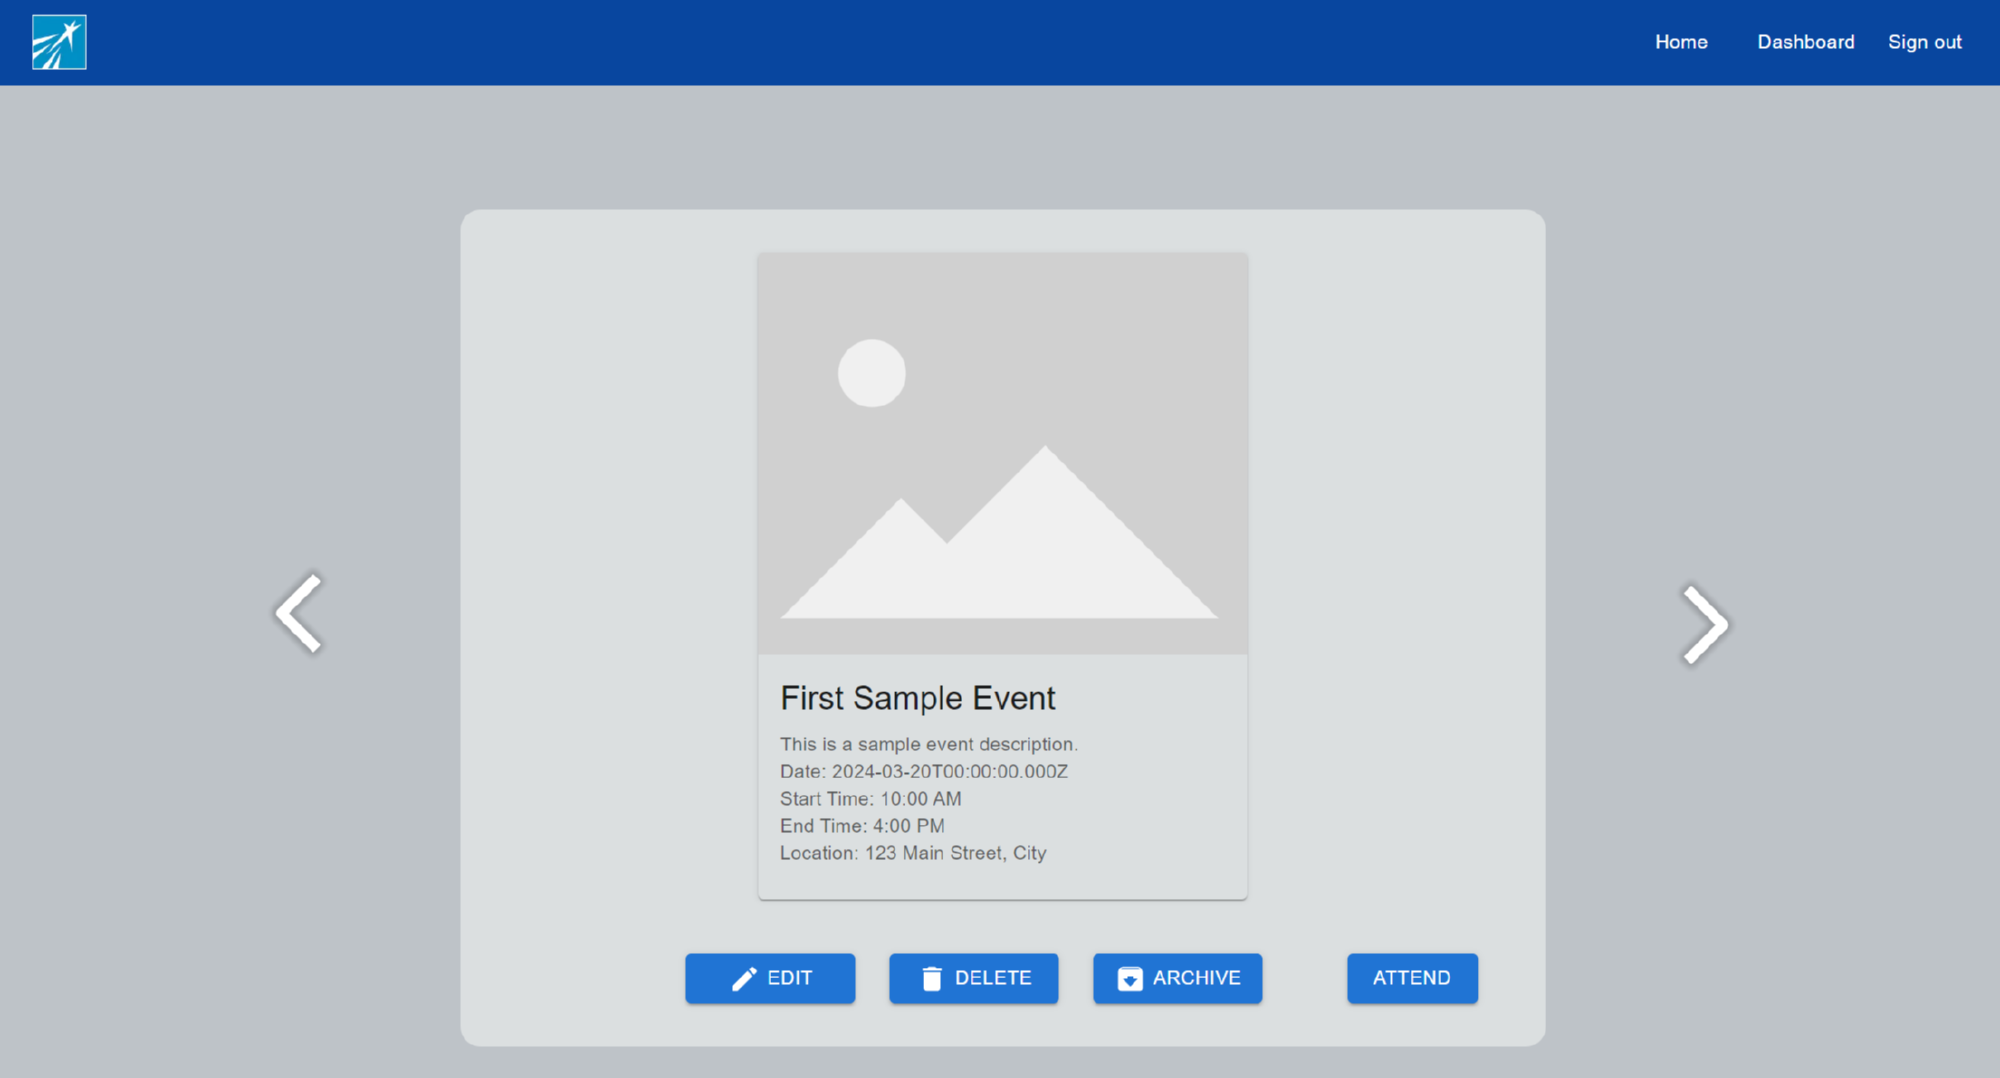 Home Dashboard Sign out
First Sample Event
This is a sample event description.
Date: 2024-03-20T00:00:00.000Z
Start Time: 10:00 AM
End Time: 4:00 PM
Location: 123 Main Street, City
EDIT DELETE ARCHIVE ATTEND